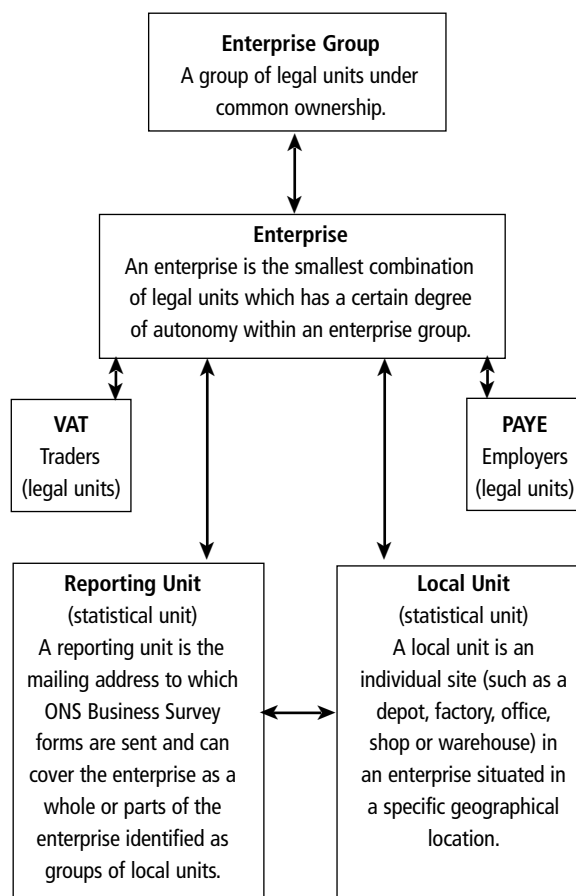 Enterprise Group
A group of legal units under
common ownership.
Enterprise
An enterprise is the smallest combination
of legal units which has a certain degree
of autonomy within an enterprise group.
VAT
Traders
(legal units)
PAYE
Employers
(legal units)
Reporting Unit
(statistical unit)
A reporting unit is the
mailing address to which
ONS Business Survey
forms are sent and can
cover the enterprise as a
whole or parts of the
enterprise identified as
groups of local units.
Local Unit
(statistical unit)
A local unit is an
individual site (such as a
depot, factory, office,
shop or warehouse) in
an enterprise situated in
a specific geographical
location.